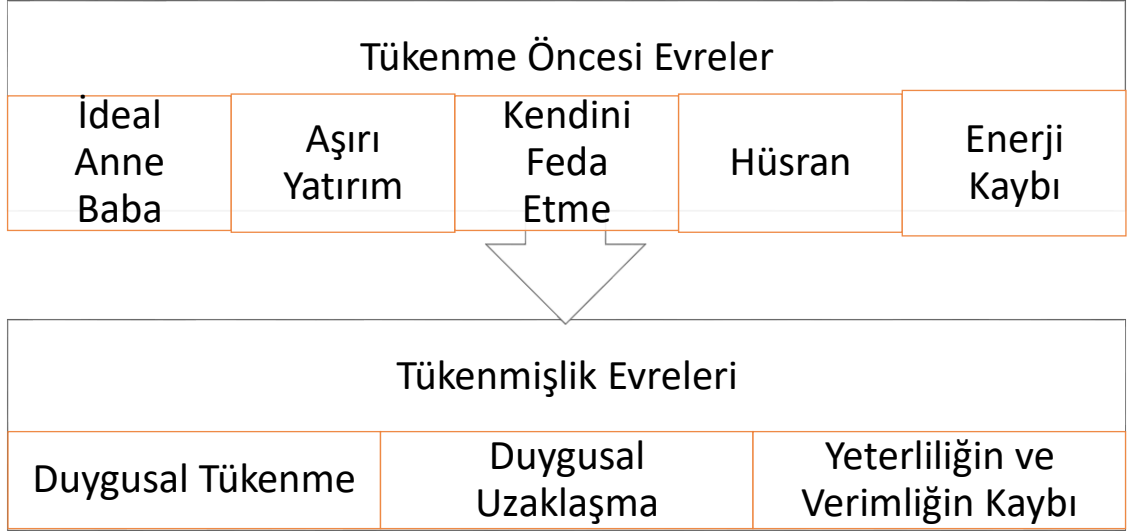 Tükenme Öncesi Evreler
İdeal
Anne
Baba
Aşırı
Yatırım
Kendini
Feda
Etme
Hüsran
Enerji
Kaybı
Tükenmişlik Evreleri
Duygusal Tükenme
Duygusal
Uzaklaşma
Yeterliliğin ve
Verimliğin Kaybı